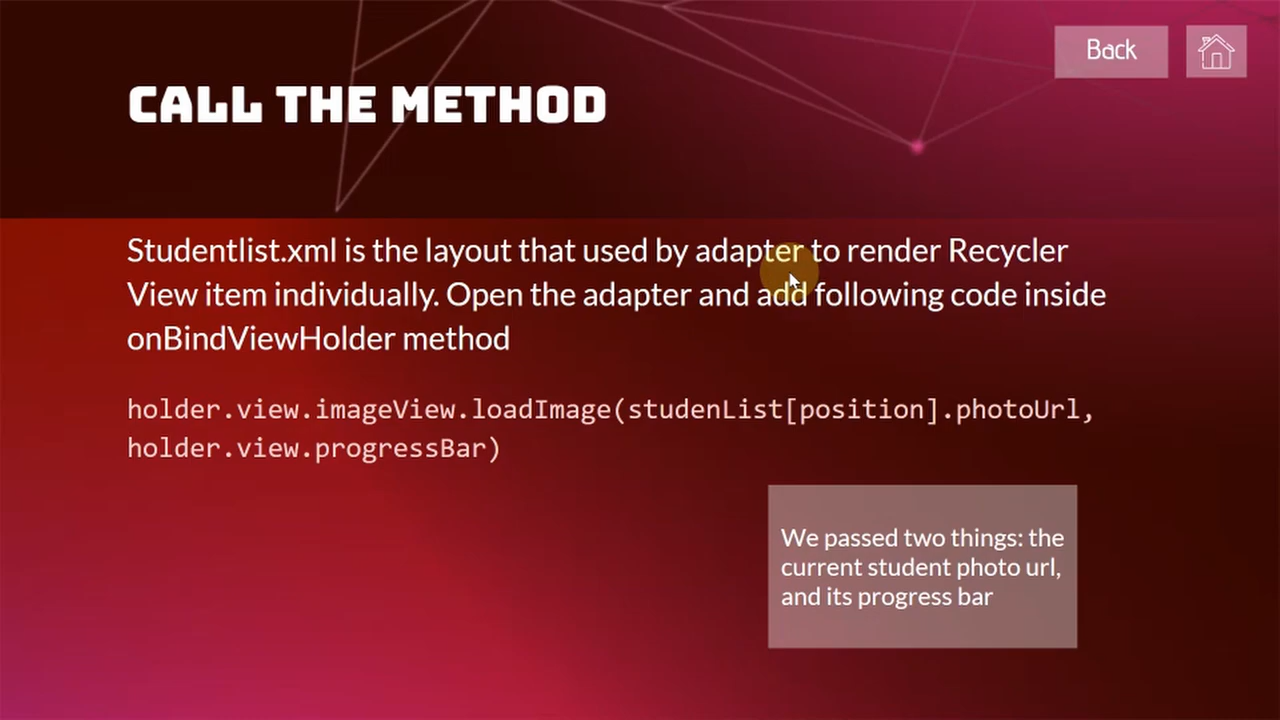 Back
CALL THE METHOD
Studentlist.xml is the layout that used by adapter to render Recycler
View item individually. Open the adapter and add following code inside
onBindViewHolder method
holder.view.imageView.loadImage(studenList[position].photoUrl,
holder.view.progressBar)
We passed two things: the
current student photo url,
and its progress bar